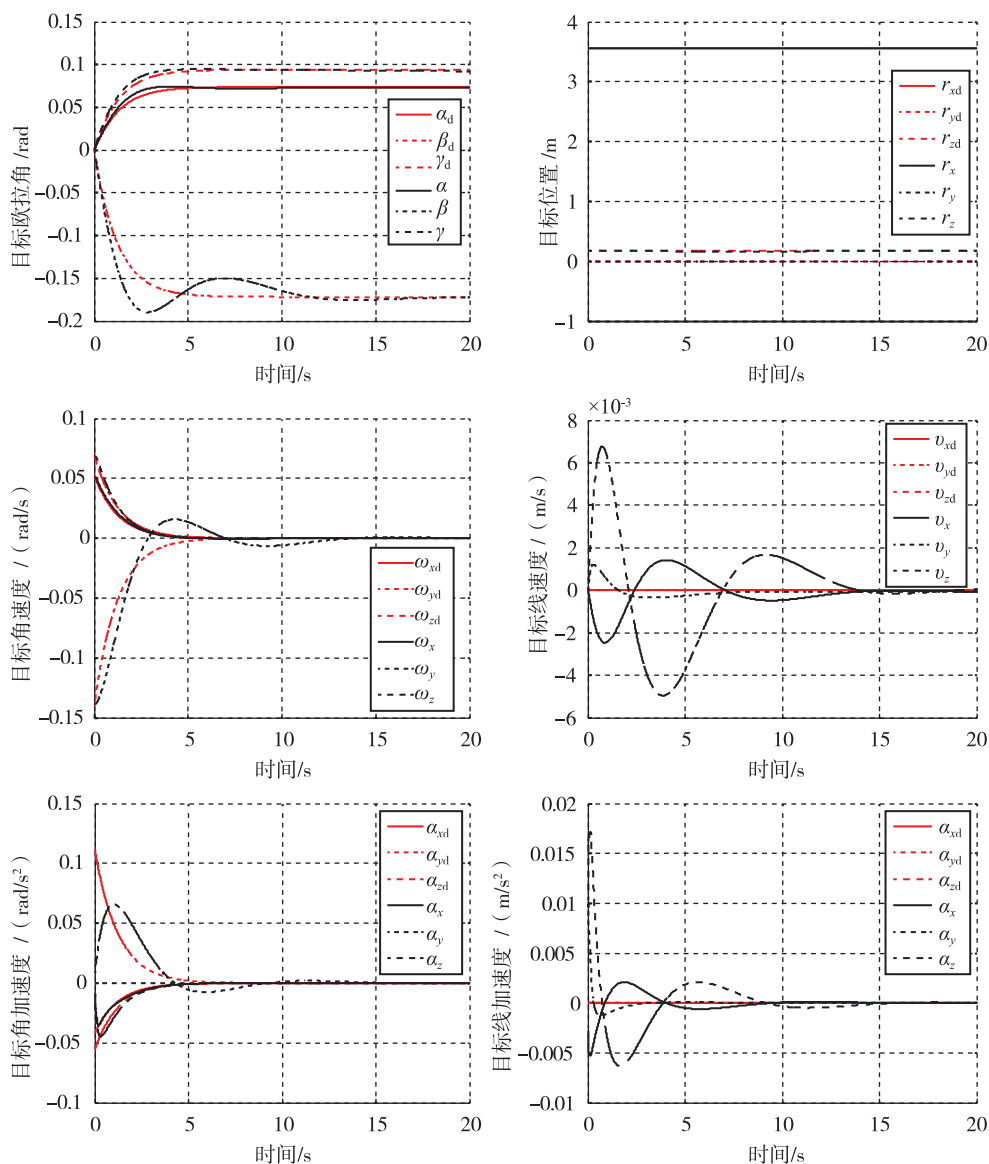 0.15
0.1
0.05
0
−0.05
−0.1
−0.15
−0.2
0
5
10
15
20
目标欧拉角 /rad
时间/s
α_d
β_d
γ_d
α
β
γ
4
3
2
1
0
−1
0
5
10
15
20
目标位置 /m
时间/s
r_xd
r_yd
r_zd
r_x
r_y
r_z
0.1
0.05
0
−0.05
−0.1
−0.15
0
5
10
15
20
目标角速度 /（rad/s）
时间/s
ω_xd
ω_yd
ω_zd
ω_x
ω_y
ω_z
×10⁻³
8
6
4
2
0
−2
−4
−6
0
5
10
15
20
目标线速度 /（m/s）
时间/s
υ_xd
υ_yd
υ_zd
υ_x
υ_y
υ_z
0.15
0.1
0.05
0
−0.05
−0.1
0
5
10
15
20
目标角加速度 /（rad/s²）
时间/s
α_xd
α_yd
α_zd
α_x
α_y
α_z
0.02
0.015
0.01
0.005
0
−0.005
−0.01
0
5
10
15
20
目标线加速度 /（m/s²）
时间/s
α_xd
α_yd
α_zd
α_x
α_y
α_z